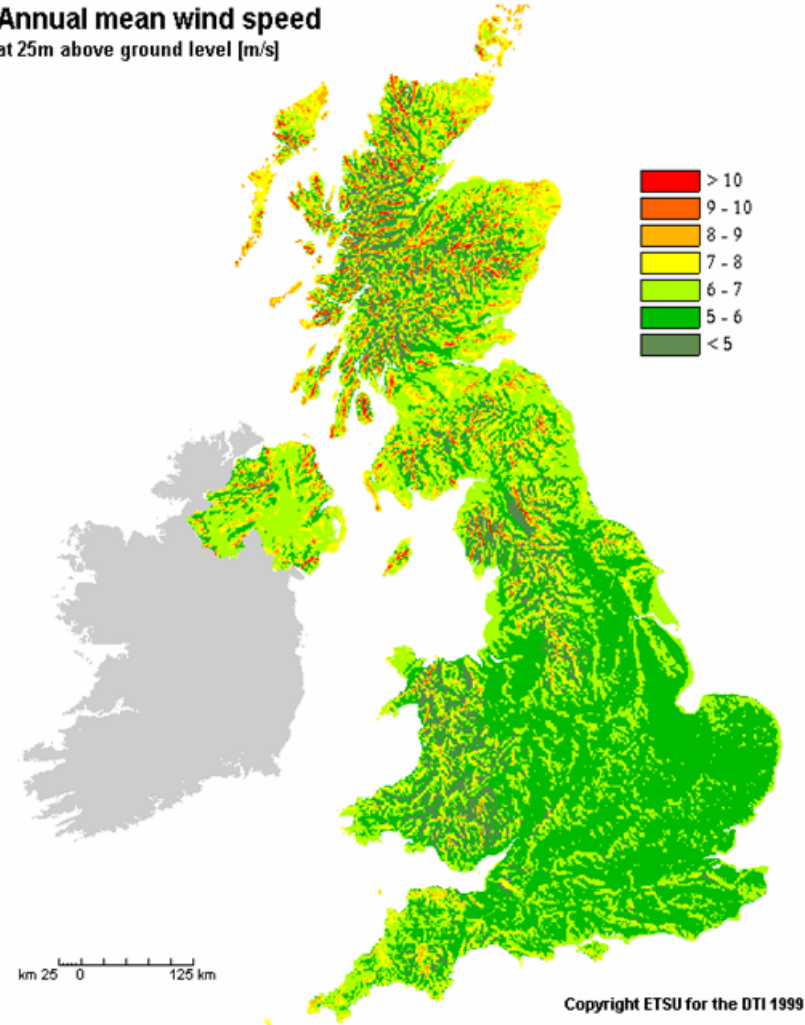 Annual mean wind speed
at 25m above ground level [m/s]
> 10
9 - 10
8 - 9
7 - 8
6 - 7
5 - 6
< 5
km 25 0 125 km
Copyright ETSU for the DTI 1999